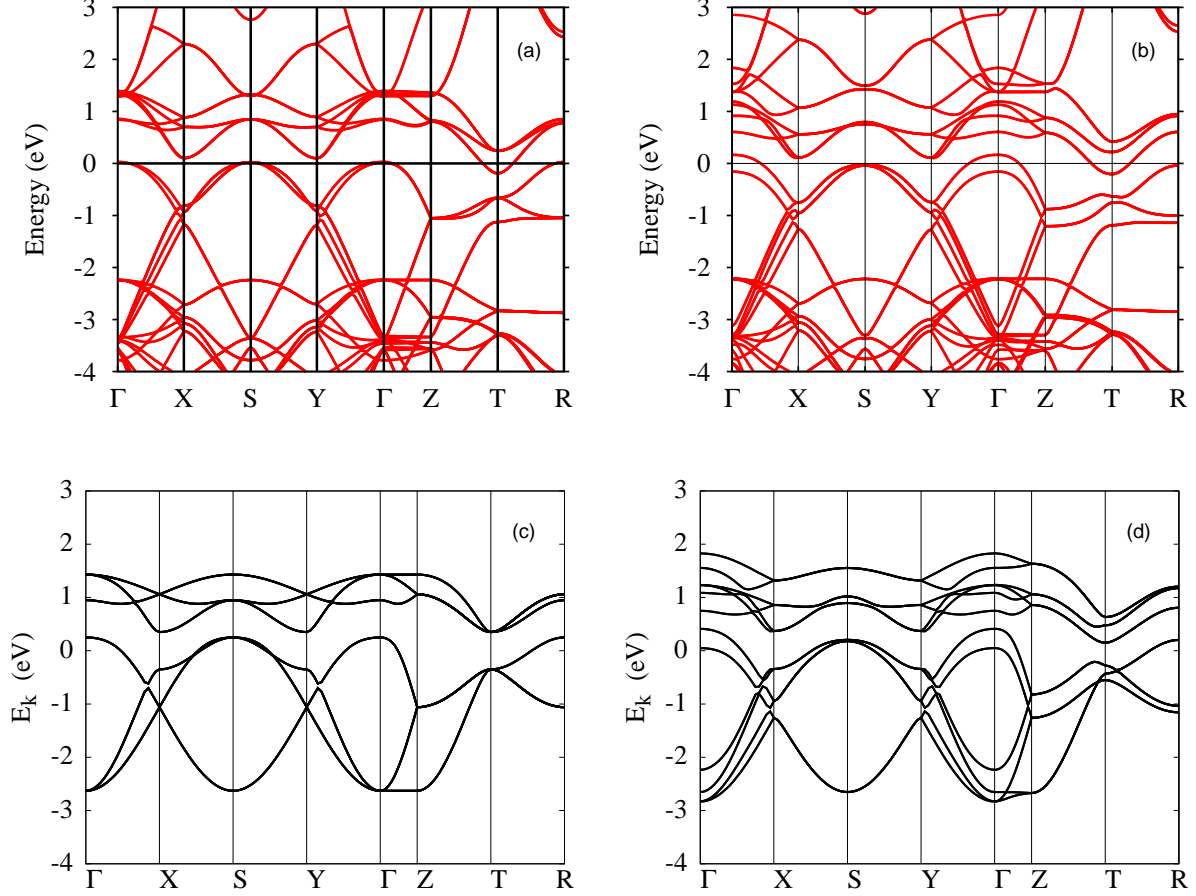 3
2
1
0
-1
-2
-3
-4
Energy (eV)
(a)
Γ X S Y Γ Z T R
3
2
1
0
-1
-2
-3
-4
Energy (eV)
(b)
Γ X S Y Γ Z T R
3
2
1
0
-1
-2
-3
-4
E_k (eV)
(c)
Γ X S Y Γ Z T R
3
2
1
0
-1
-2
-3
-4
E_k (eV)
(d)
Γ X S Y Γ Z T R